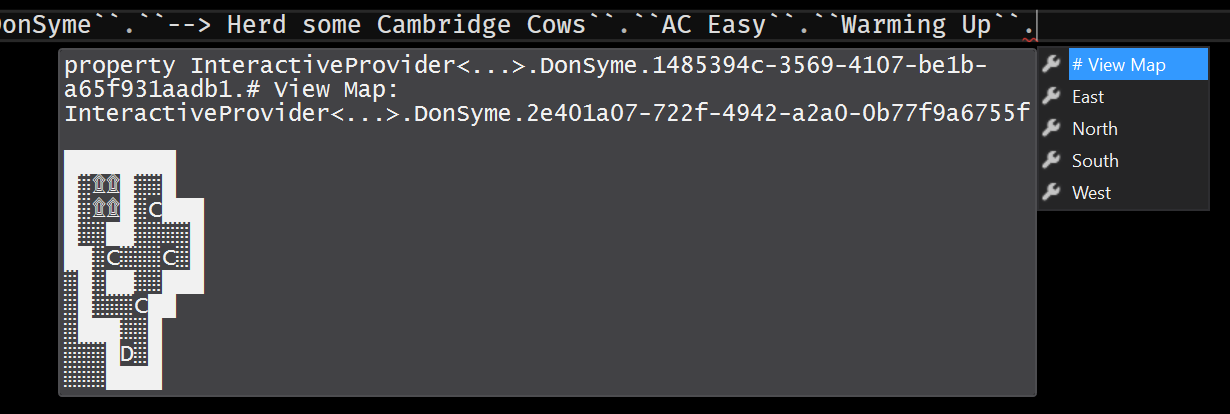 DonSyme``.``--> Herd some Cambridge Cows``.``AC Easy``.``Warming Up``.
property InteractiveProvider<...>.DonSyme.1485394c-3569-4107-be1b-
a65f931aadb1.# View Map:
InteractiveProvider<...>.DonSyme.2e401a07-722f-4942-a2a0-0b77f9a6755f
# View Map
East
North
South
West
C
C C
C
D